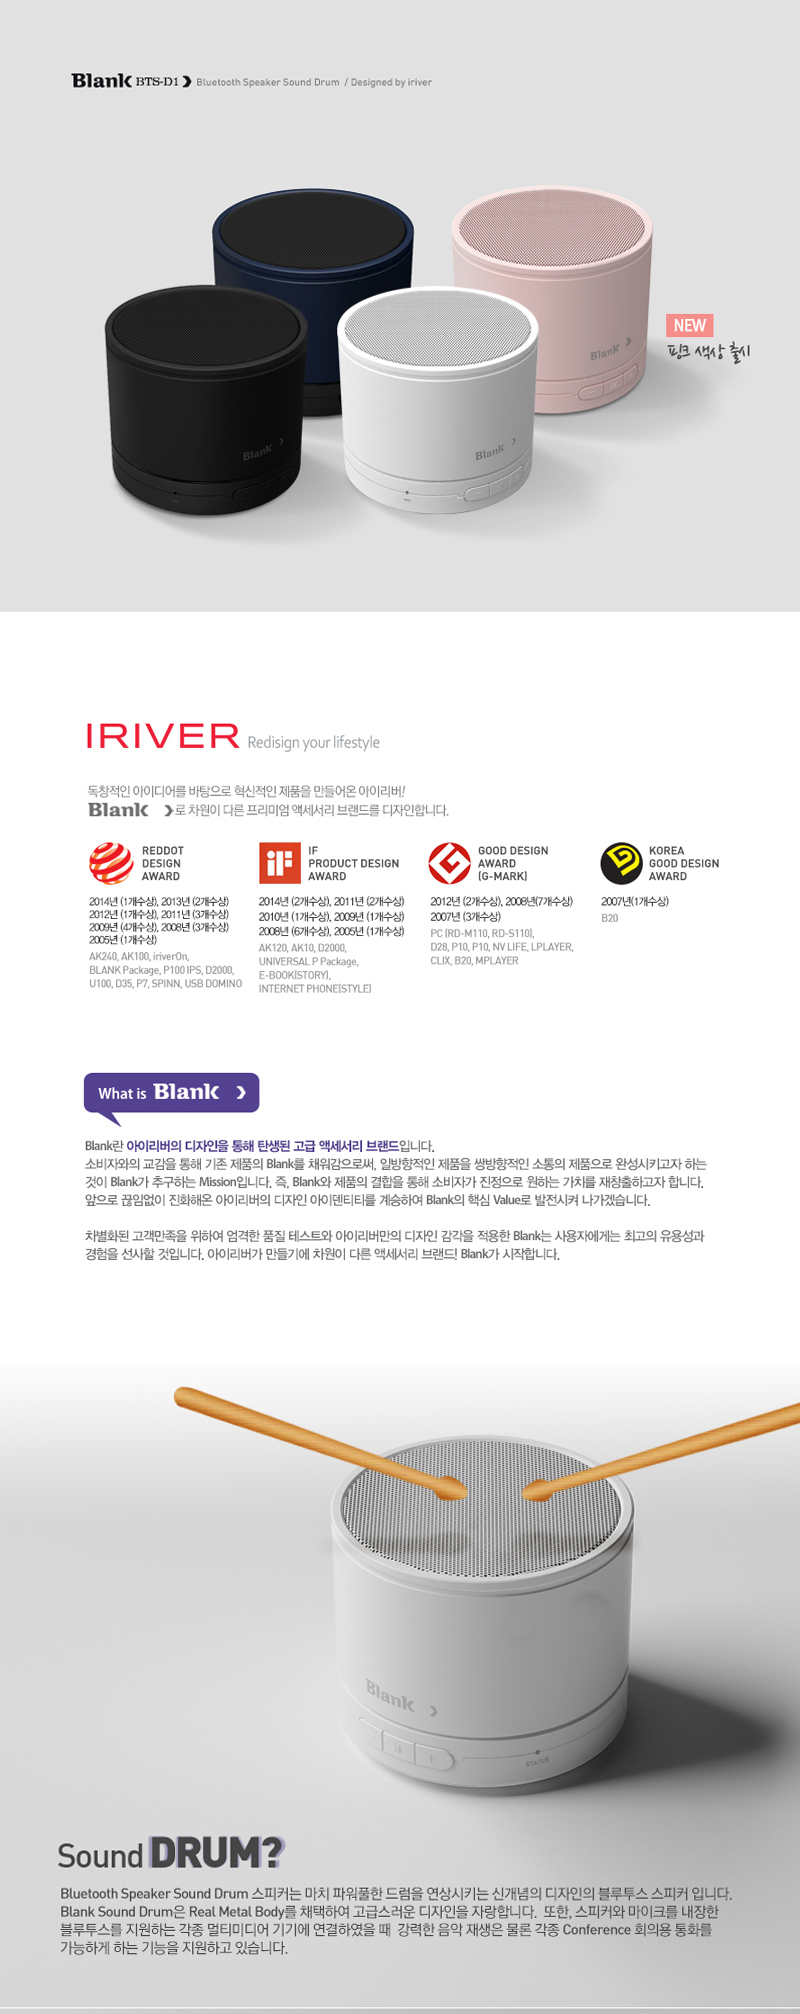 Blank BTS-D1 Bluetooth Speaker Sound Drum / Designed by iriver
NEW
핑크 색상 출시
Blank
Blank
Blank
IRIVER Redisign your lifestyle
독창적인 아이디어를 바탕으로 혁신적인 제품을 만들어온 아이리버!
Blank 로 차원이 다른 프리미엄 액세서리 브랜드를 디자인합니다.
REDDOT
DESIGN
AWARD
2014년 (1개수상), 2013년 (2개수상)
2012년 (1개수상), 2011년 (3개수상)
2009년 (4개수상), 2008년 (3개수상)
2005년 (1개수상)
AK240, AK100, iriverOn,
BLANK Package, P100 IPS, D2000,
U100, D35, P7, SPINN, USB DOMINO
iF
IF
PRODUCT DESIGN
AWARD
2014년 (2개수상), 2011년 (2개수상)
2010년 (1개수상), 2009년 (1개수상)
2008년 (6개수상), 2005년 (1개수상)
AK120, AK10, D2000,
UNIVERSAL P Package,
E-BOOK(STORY),
INTERNET PHONE(STYLE)
GOOD DESIGN
AWARD
(G-MARK)
2012년 (2개수상), 2008년(7개수상)
2007년 (3개수상)
PC (RD-M110, RD-S110),
D28, P10, P10, NV LIFE, LPLAYER,
CLIX, B20, MPLAYER
KOREA
GOOD DESIGN
AWARD
2007년(1개수상)
B20
What is Blank
Blank란 아이리버의 디자인을 통해 탄생된 고급 액세서리 브랜드입니다.
소비자와의 교감을 통해 기존 제품의 Blank를 채워감으로써, 일방향적인 제품을 쌍방향적인 소통의 제품으로 완성시키고자 하는
것이 Blank가 추구하는 Mission입니다. 즉, Blank와 제품의 결합을 통해 소비자가 진정으로 원하는 가치를 재창출하고자 합니다.
앞으로 끊임없이 진화해온 아이리버의 디자인 아이덴티티를 계승하여 Blank의 핵심 Value로 발전시켜 나가겠습니다.
차별화된 고객만족을 위하여 엄격한 품질 테스트와 아이리버만의 디자인 감각을 적용한 Blank는 사용자에게는 최고의 유용성과
경험을 선사할 것입니다. 아이리버가 만들기에 차원이 다른 액세서리 브랜드! Blank가 시작합니다.
Blank
STATUS
Sound DRUM?
Bluetooth Speaker Sound Drum 스피커는 마치 파워풀한 드럼을 연상시키는 신개념의 디자인의 블루투스 스피커 입니다.
Blank Sound Drum은 Real Metal Body를 채택하여 고급스러운 디자인을 자랑합니다. 또한, 스피커와 마이크를 내장한
블루투스를 지원하는 각종 멀티미디어 기기에 연결하였을 때 강력한 음악 재생은 물론 각종 Conference 회의용 통화를
가능하게 하는 기능을 지원하고 있습니다.